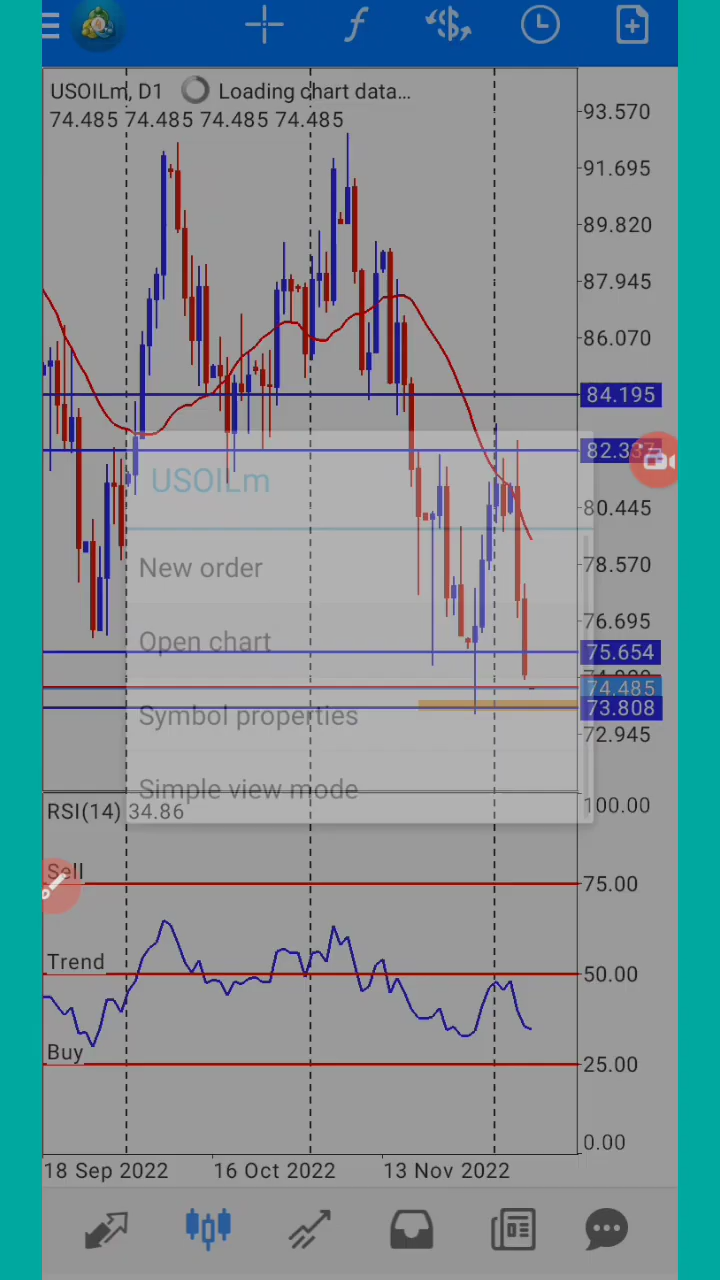 USOILm, D1 Loading chart data...
74.485 74.485 74.485 74.485
93.570
91.695
89.820
87.945
86.070
84.195
USOILm
80.445
New order
78.570
76.695
Open chart
75.654
74.485
73.808
Symbol properties
72.945
Simple view mode
RSI(14) 34.86
100.00
Sell
75.00
Trend
50.00
Buy
25.00
0.00
18 Sep 2022 16 Oct 2022 13 Nov 2022